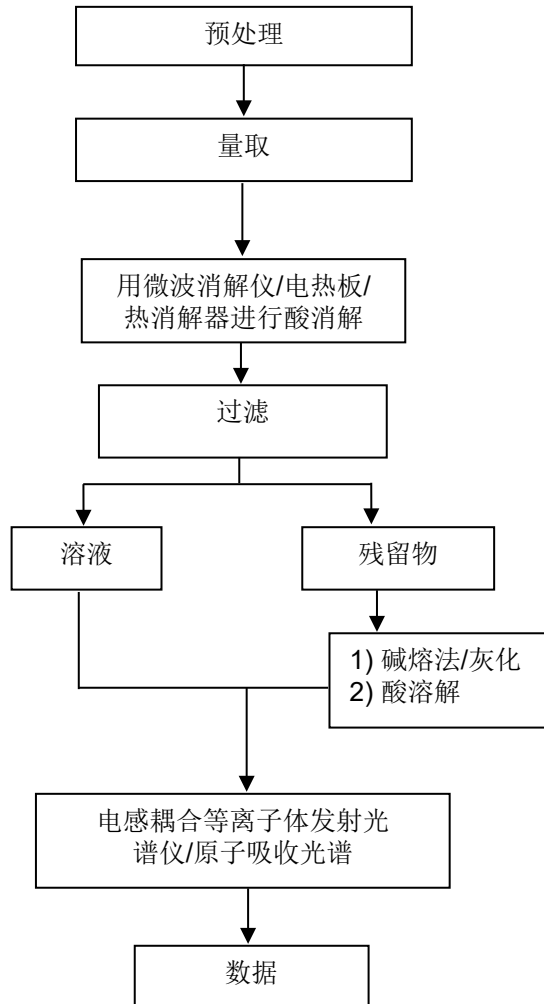 预处理
量取
用微波消解仪/电热板/
热消解器进行酸消解
过滤
溶液
残留物
1) 碱熔法/灰化
2) 酸溶解
电感耦合等离子体发射光
谱仪/原子吸收光谱
数据